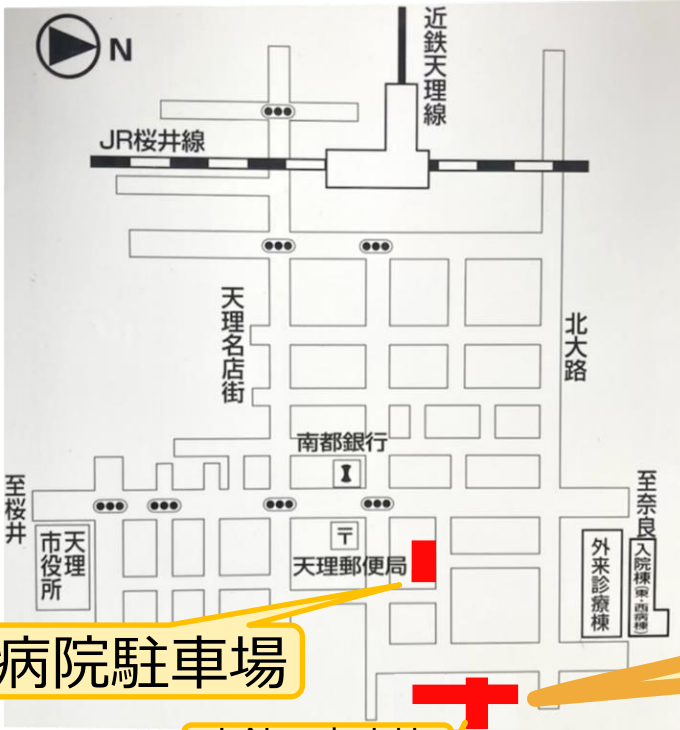 N
近鉄天理線
JR桜井線
天理名店街
北大路
南都銀行
至桜井
至奈良
天理
市役所
〒
天理郵便局
外来診療棟
入院棟(東・西病棟)
病院駐車場